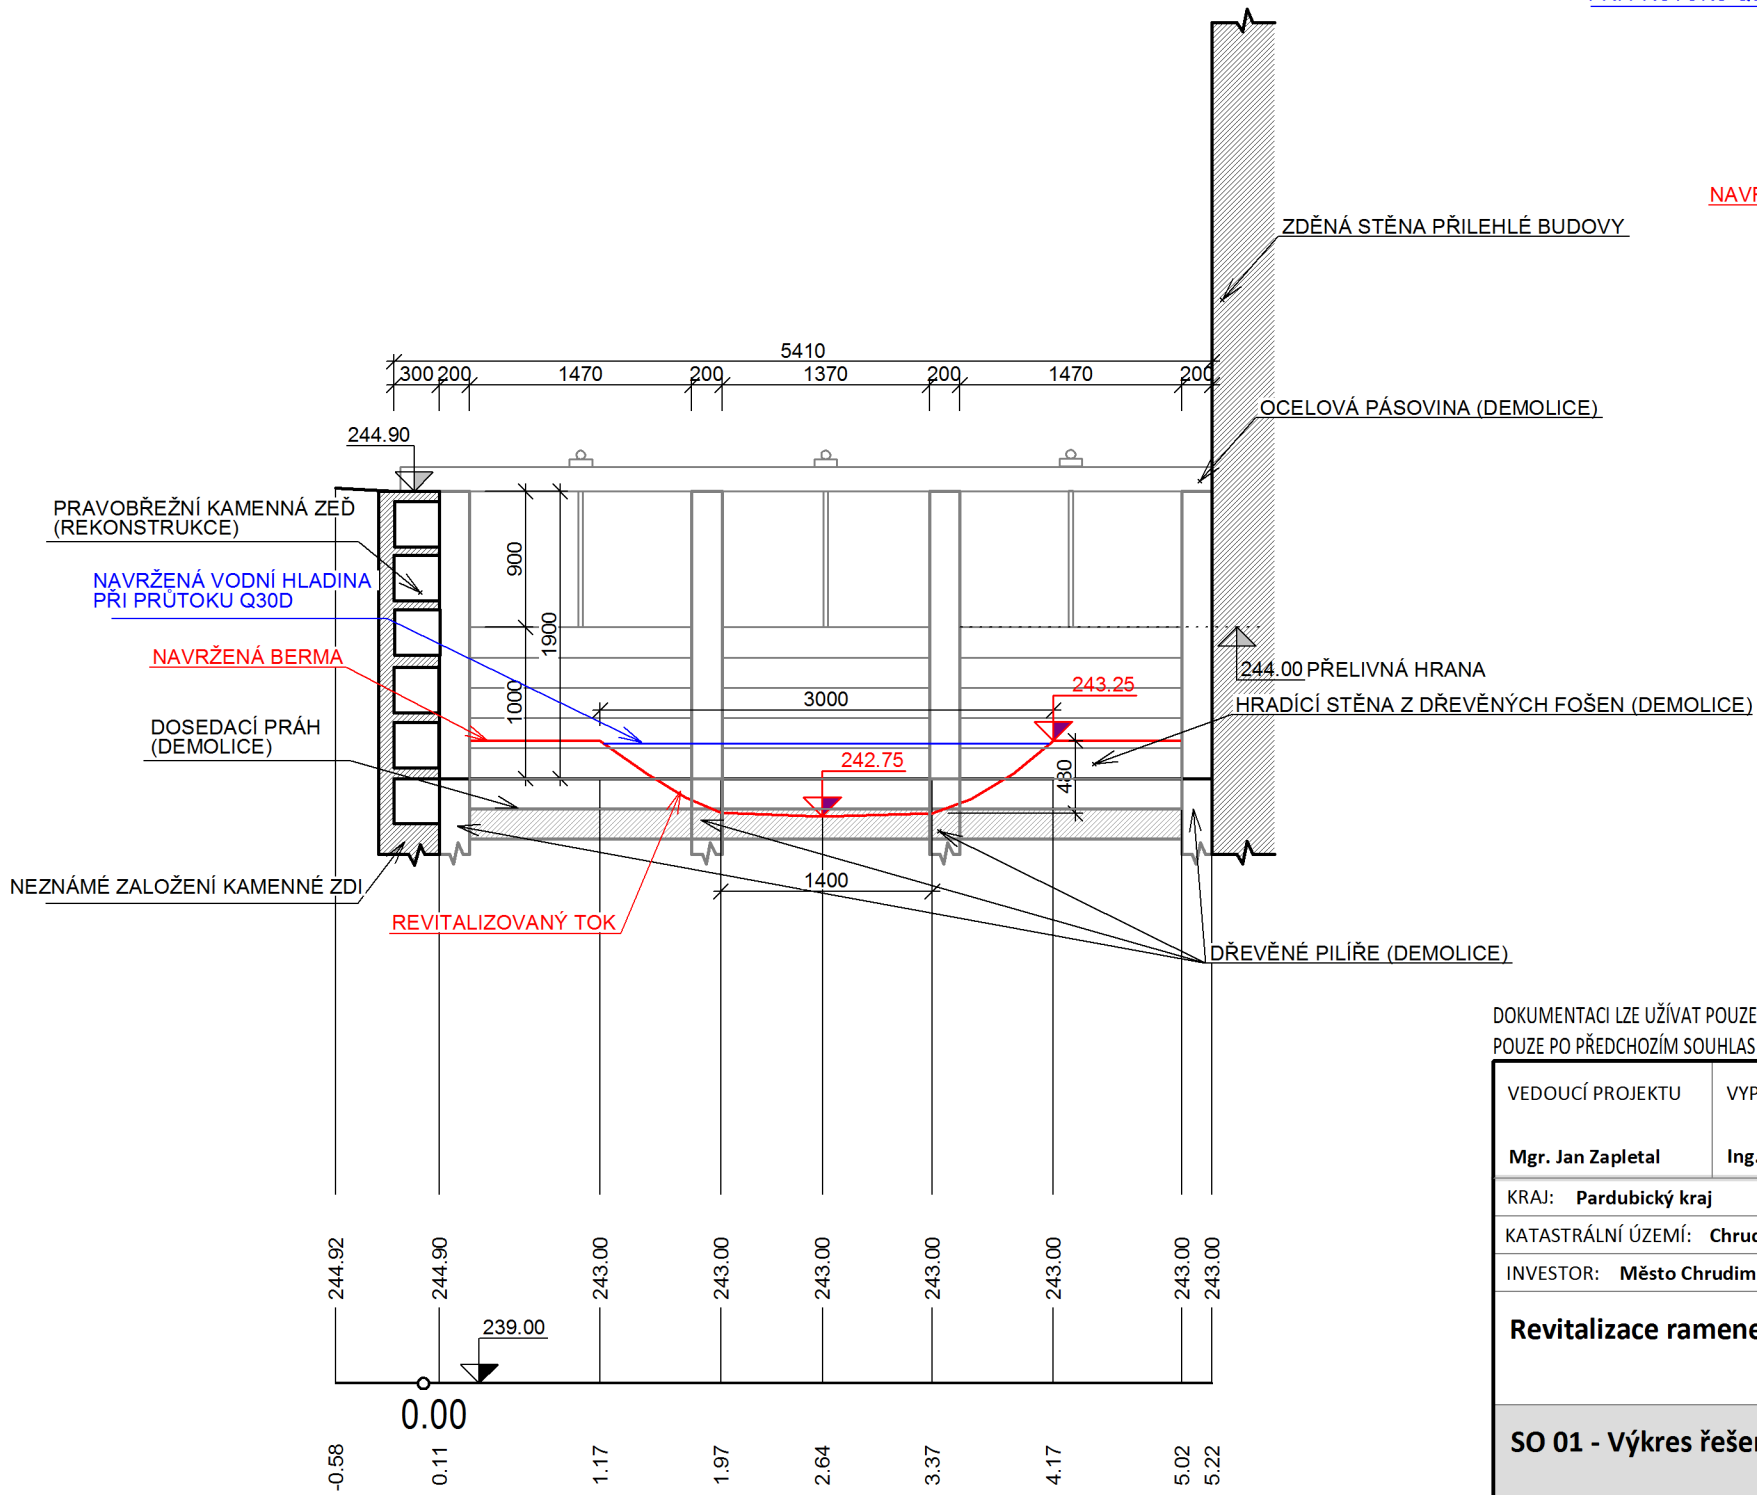 ZDĚNÁ STĚNA PŘILEHLÉ BUDOVY
5410
300 200 1470 200 1370 200 1470 200
OCELOVÁ PÁSOVINA (DEMOLICE)
244.90
PRAVOBŘEŽNÍ KAMENNÁ ZEĎ
(REKONSTRUKCE)
900
NAVRŽENÁ VODNÍ HLADINA
PŘI PRŮTOKU Q30D
1900
NAVRŽENÁ BERMA
244.00 PŘELIVNÁ HRANA
243.25
1000
3000
HRADÍCÍ STĚNA Z DŘEVĚNÝCH FOŠEN (DEMOLICE)
DOSEDACÍ PRÁH
(DEMOLICE)
242.75
480
1400
NEZNÁMÉ ZALOŽENÍ KAMENNÉ ZDI
REVITALIZOVANÝ TOK
DŘEVĚNÉ PILÍŘE (DEMOLICE)
DOKUMENTACI LZE UŽÍVAT POUZE
POUZE PO PŘEDCHOZÍM SOUHLAS
VEDOUCÍ PROJEKTU
Mgr. Jan Zapletal
Ing.
KRAJ: Pardubický kraj
KATASTRÁLNÍ ÚZEMÍ: Chrud
INVESTOR: Město Chrudim
Revitalizace ramene
SO 01 - Výkres řešen
244.92 244.90 243.00 243.00 243.00 243.00 243.00 243.00 243.00
239.00
0.00
-0.58 0.11 1.17 1.97 2.64 3.37 4.17 5.02 5.22